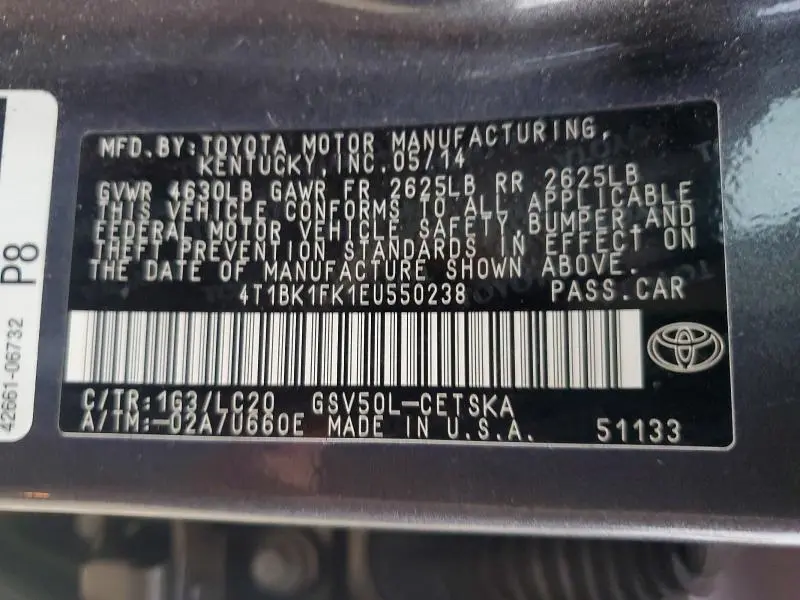 MFD.BY:TOYOTA MOTOR MANUFACTURING,
KENTUCKY,INC.05/14
GVWR 4630LB GAWR FR 2625LB RR 2625LB
THIS VEHICLE CONFORMS TO ALL APPLICABLE
FEDERAL MOTOR VEHICLE SAFETY,BUMPER,AND
THEFT PREVENTION STANDARDS IN EFFECT ON
THE DATE OF MANUFACTURE SHOWN ABOVE.
4T1BK1FK1EU550238 PASS.CAR
C/TR:1G3/LC20 GSV50L-CETSKA
A/TM:-02A/U660E MADE IN U.S.A. 51133
P8
42661-06732